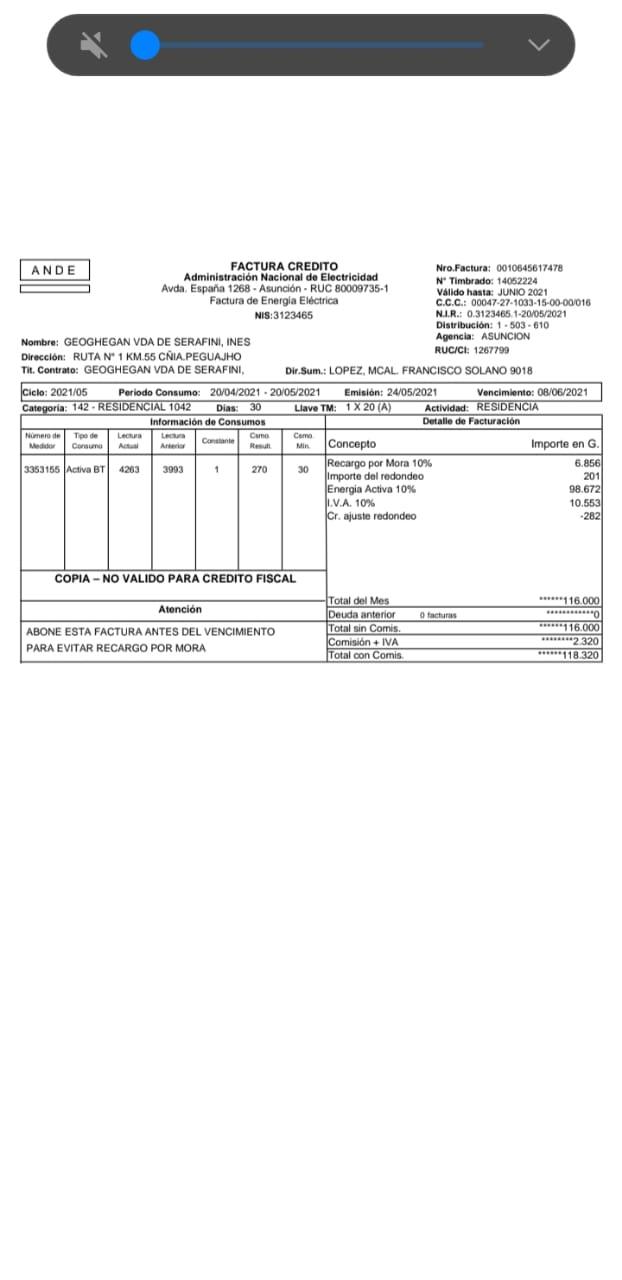 ANDE
FACTURA CREDITO
Administración Nacional de Electricidad
Avda. España 1268 - Asunción - RUC 80009735-1
Factura de Energía Eléctrica
NIS:3123465
Nro.Factura: 0010645617478
N° Timbrado: 14052224
Válido hasta: JUNIO 2021
C.C.C.: 00047-27-1033-15-00-00/016
N.I.R.: 0.3123465.1-20/05/2021
Distribución: 1 - 503 - 610
Agencia: ASUNCION
RUC/CI: 1267799
Nombre: GEOGHEGAN VDA DE SERAFINI, INES
Dirección: RUTA N° 1 KM.55 CÑIA.PEGUAJHO
Tit. Contrato: GEOGHEGAN VDA DE SERAFINI, Dir.Sum.: LOPEZ, MCAL. FRANCISCO SOLANO 9018
Ciclo: 2021/05 Periodo Consumo: 20/04/2021 - 20/05/2021 Emisión: 24/05/2021 Vencimiento: 08/06/2021
Categoría: 142 - RESIDENCIAL 1042 Días: 30 Llave TM: 1 X 20 (A) Actividad: RESIDENCIA
Información de Consumos Detalle de Facturación
Número de Medidor Tipo de Consumo Lectura Actual Lectura Anterior Constante Csmo. Result. Csmo. Min. Concepto Importe en G.
3353155 Activa BT 4263 3993 1 270 30
Recargo por Mora 10% 6.856
Importe del redondeo 201
Energia Activa 10% 98.672
I.V.A. 10% 10.553
Cr. ajuste redondeo -282
COPIA – NO VALIDO PARA CREDITO FISCAL
Atención
ABONE ESTA FACTURA ANTES DEL VENCIMIENTO
PARA EVITAR RECARGO POR MORA
Total del Mes ******116.000
Deuda anterior 0 facturas ************0
Total sin Comis. ******116.000
Comisión + IVA ********2.320
Total con Comis. ******118.320